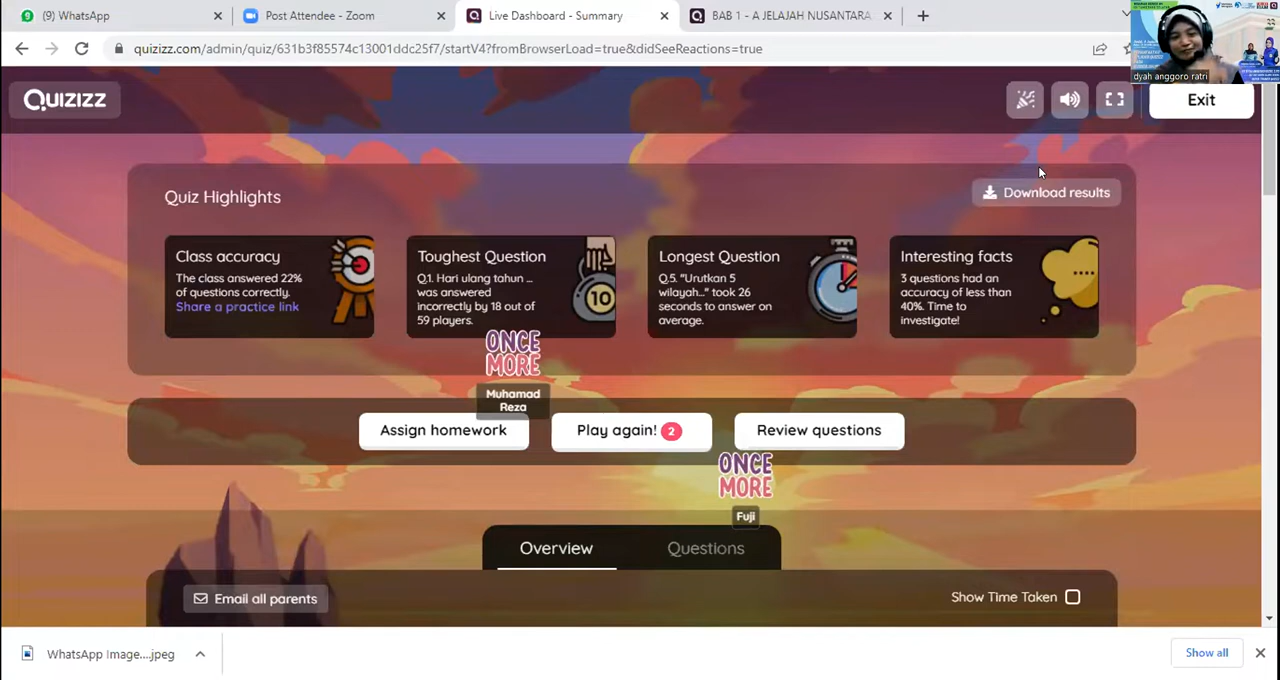 (9) WhatsApp
Post Attendee - Zoom
Live Dashboard - Summary
BAB 1 - A JELAJAH NUSANTARA
quizizz.com/admin/quiz/631b3f85574c13001ddc25f7/startV4?fromBrowserLoad=true&didSeeReactions=true
dyah anggoro ratri
Quizizz
Exit
Quiz Highlights
Download results
Class accuracy
The class answered 22%
of questions correctly.
Share a practice link
Toughest Question
Q.1. Hari ulang tahun ...
was answered
incorrectly by 18 out of
59 players.
10
Longest Question
Q.5. "Urutkan 5
wilayah..." took 26
seconds to answer on
average.
Interesting facts
3 questions had an
accuracy of less than
40%. Time to
investigate!
ONCE
MORE
Muhamad
Reza
Assign homework
Play again! 2
Review questions
ONCE
MORE
Fuji
Overview
Questions
Email all parents
Show Time Taken
WhatsApp Image....jpeg
Show all